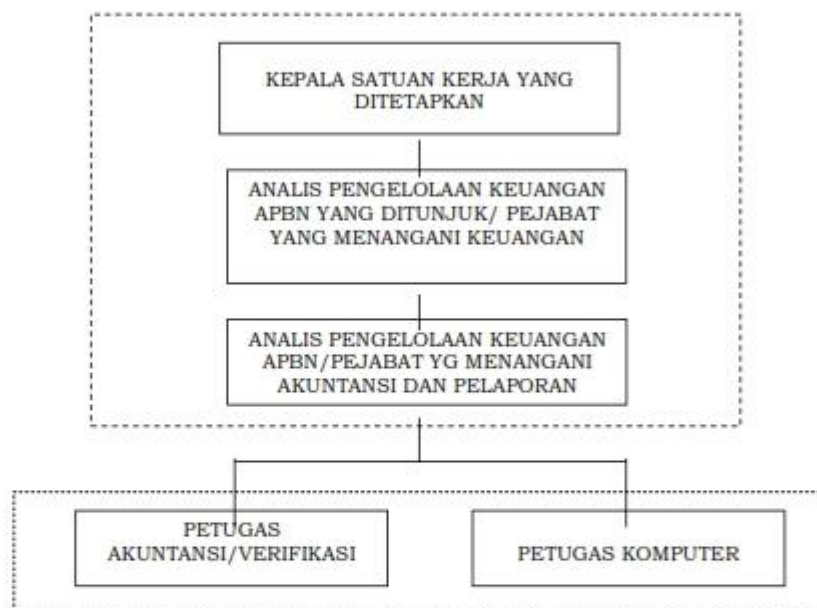 KEPALA SATUAN KERJA YANG
DITETAPKAN
ANALIS PENGELOLAAN KEUANGAN
APBN YANG DITUNJUK/ PEJABAT
YANG MENANGANI KEUANGAN
ANALIS PENGELOLAAN KEUANGAN
APBN/PEJABAT YG MENANGANI
AKUNTANSI DAN PELAPORAN
PETUGAS
AKUNTANSI/VERIFIKASI
PETUGAS KOMPUTER